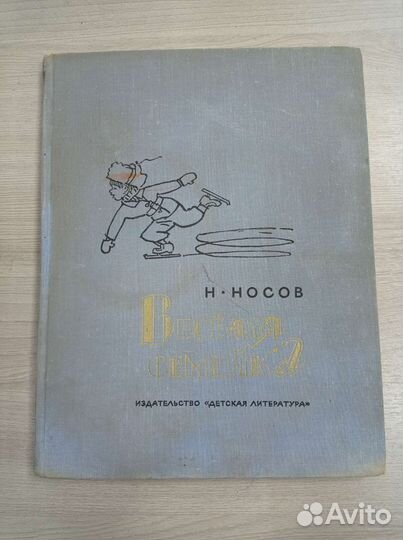 Н·НОСОВ
Веселая
семейка
ИЗДАТЕЛЬСТВО «ДЕТСКАЯ ЛИТЕРАТУРА»
Avito